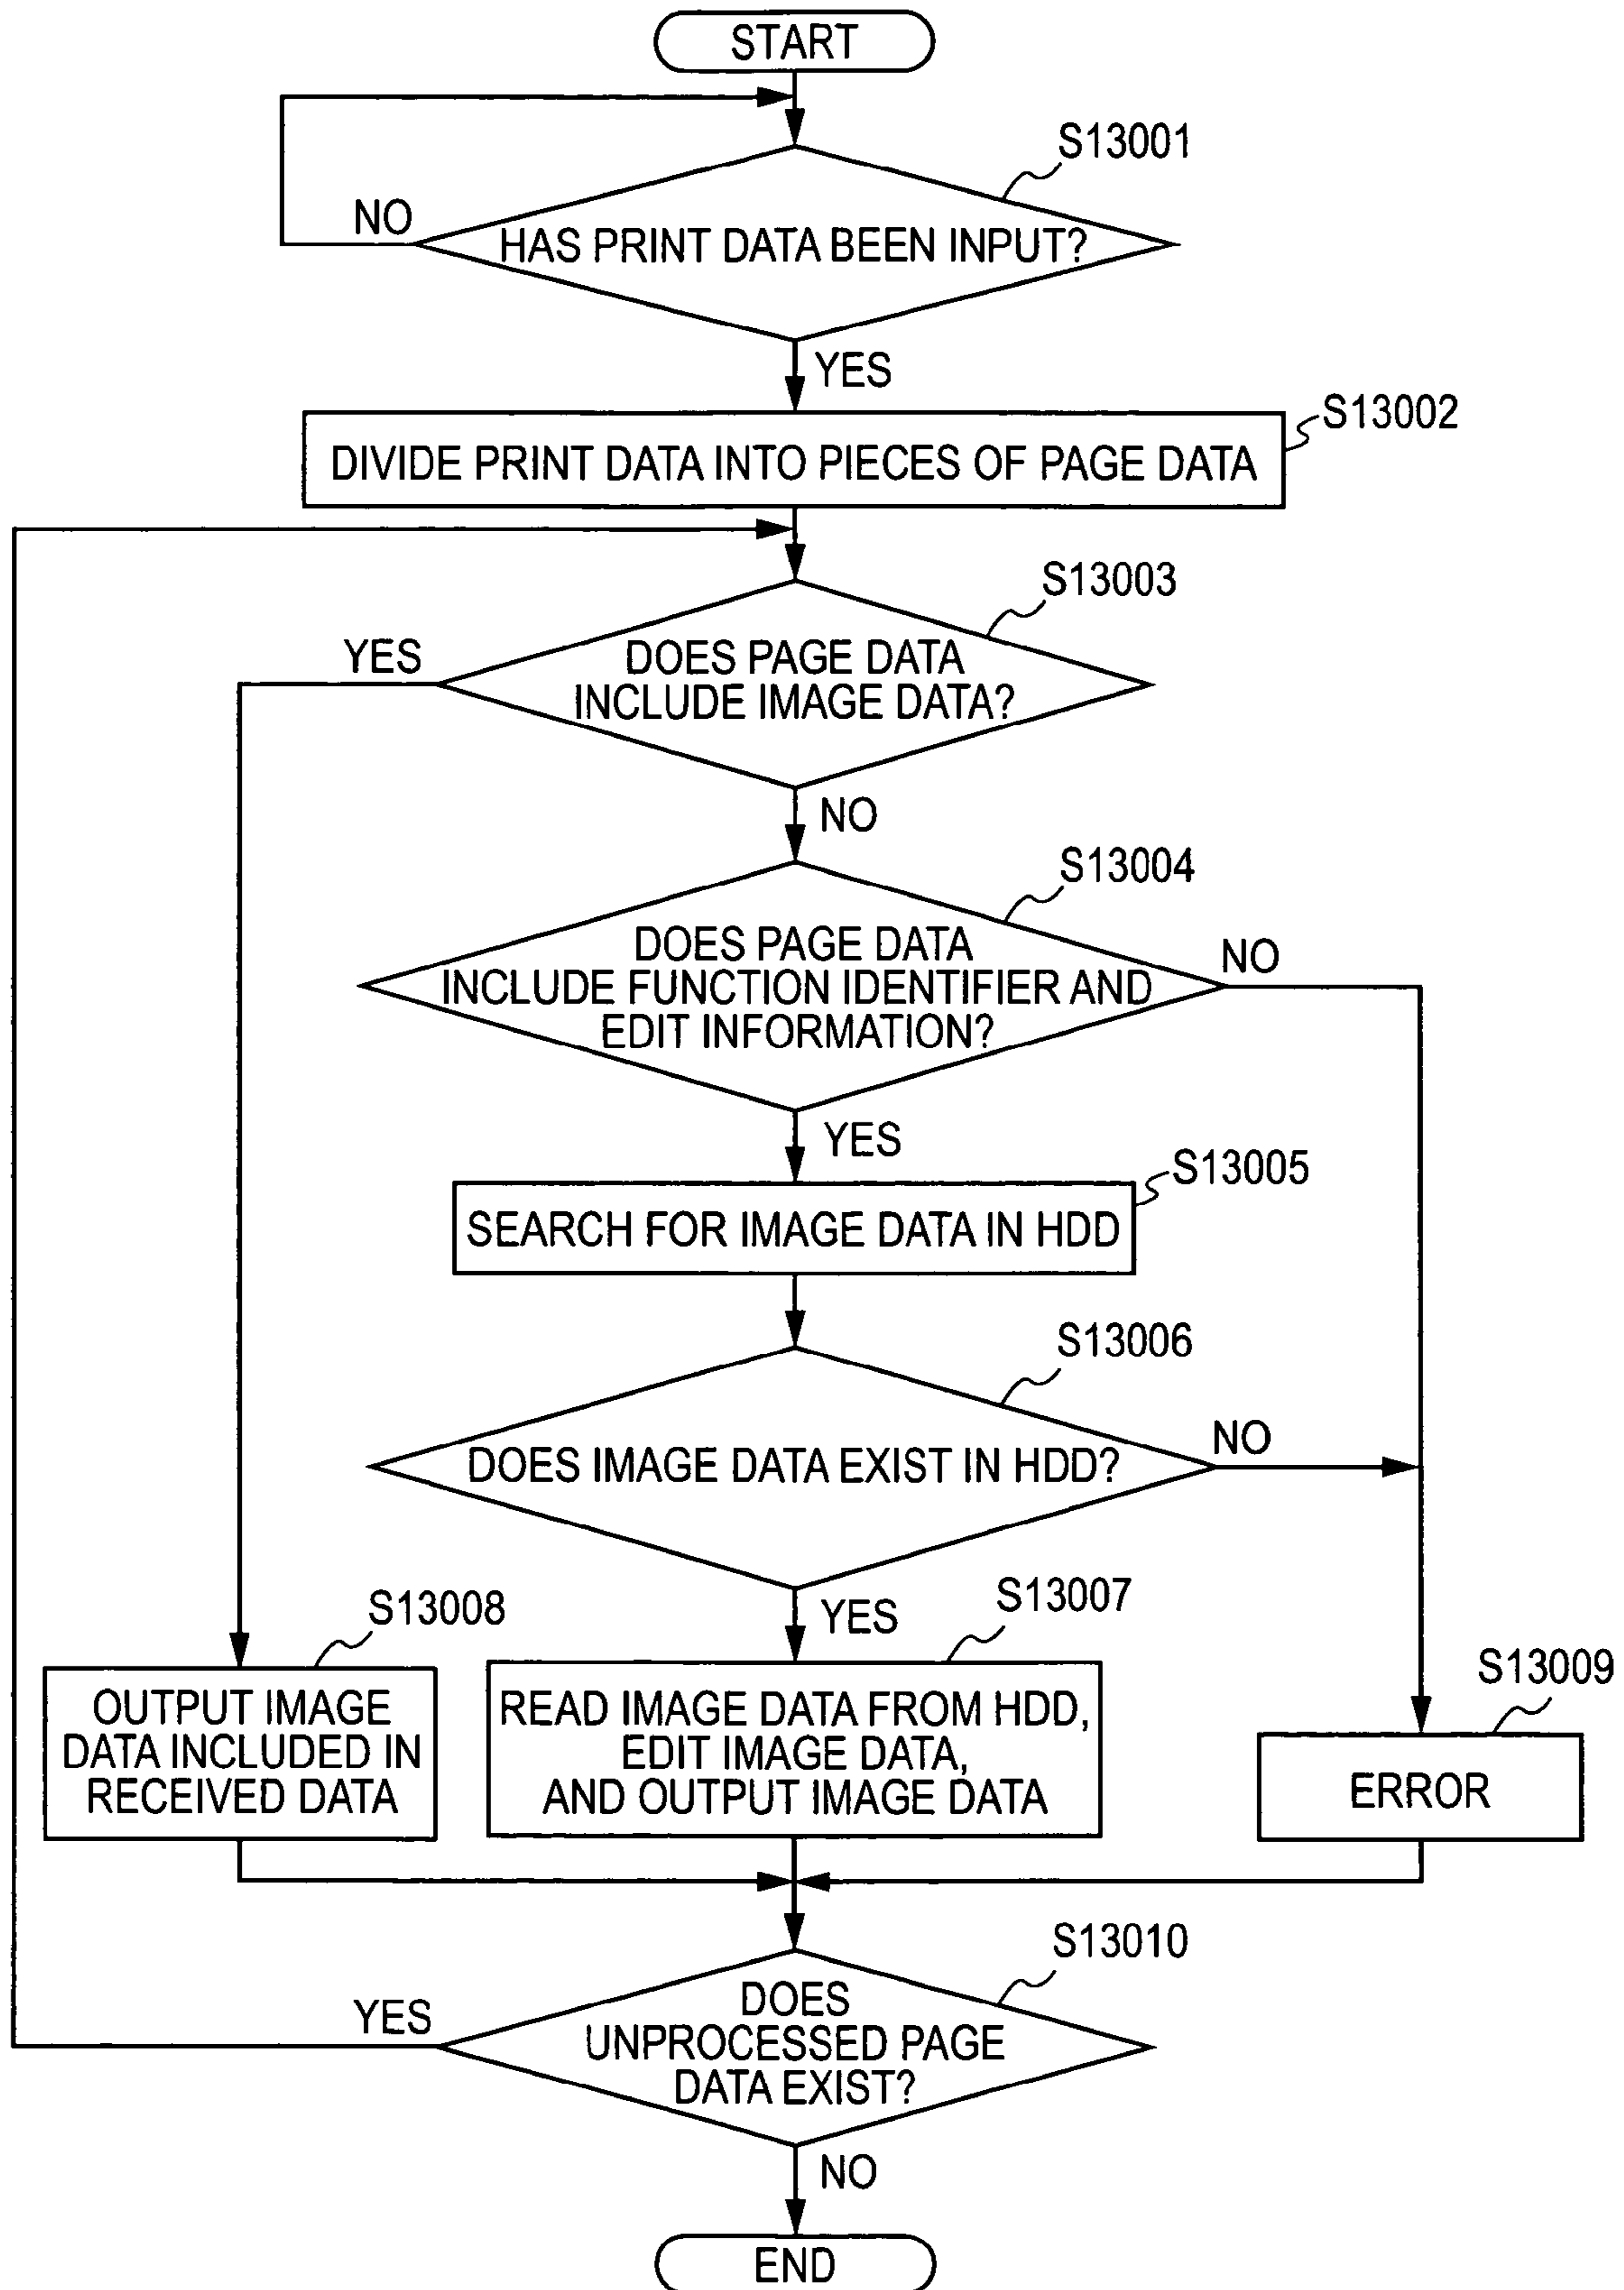 START
S13001
NO
HAS PRINT DATA BEEN INPUT?
YES
S13002
DIVIDE PRINT DATA INTO PIECES OF PAGE DATA
S13003
YES
DOES PAGE DATA
INCLUDE IMAGE DATA?
NO
S13004
DOES PAGE DATA
INCLUDE FUNCTION IDENTIFIER AND
EDIT INFORMATION?
NO
YES
S13005
SEARCH FOR IMAGE DATA IN HDD
S13006
DOES IMAGE DATA EXIST IN HDD?
NO
YES
S13008
OUTPUT IMAGE
DATA INCLUDED IN
RECEIVED DATA
S13007
READ IMAGE DATA FROM HDD,
EDIT IMAGE DATA,
AND OUTPUT IMAGE DATA
S13009
ERROR
S13010
YES
DOES
UNPROCESSED PAGE
DATA EXIST?
NO
END